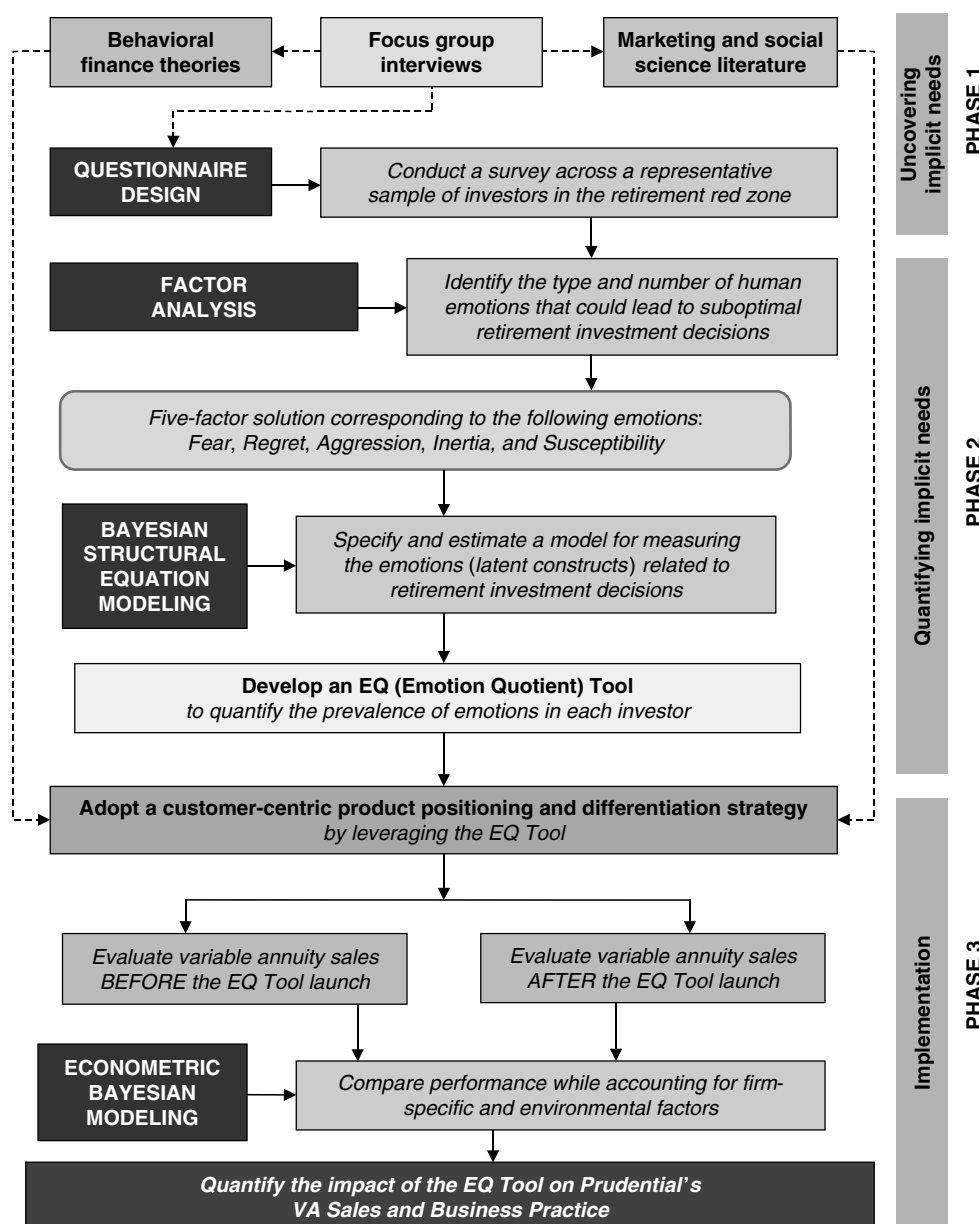 Behavioral
finance theories
Focus group
interviews
Marketing and social
science literature
Uncovering
implicit needs
PHASE 1
QUESTIONNAIRE
DESIGN
Conduct a survey across a representative
sample of investors in the retirement red zone
FACTOR
ANALYSIS
Identify the type and number of human
emotions that could lead to suboptimal
retirement investment decisions
Five-factor solution corresponding to the following emotions:
Fear, Regret, Aggression, Inertia, and Susceptibility
Quantifying implicit needs
PHASE 2
BAYESIAN
STRUCTURAL
EQUATION
MODELING
Specify and estimate a model for measuring
the emotions (latent constructs) related to
retirement investment decisions
Develop an EQ (Emotion Quotient) Tool
to quantify the prevalence of emotions in each investor
Adopt a customer-centric product positioning and differentiation strategy
by leveraging the EQ Tool
Evaluate variable annuity sales
BEFORE the EQ Tool launch
Evaluate variable annuity sales
AFTER the EQ Tool launch
Implementation
PHASE 3
ECONOMETRIC
BAYESIAN
MODELING
Compare performance while accounting for firm-
specific and environmental factors
Quantify the impact of the EQ Tool on Prudential's
VA Sales and Business Practice